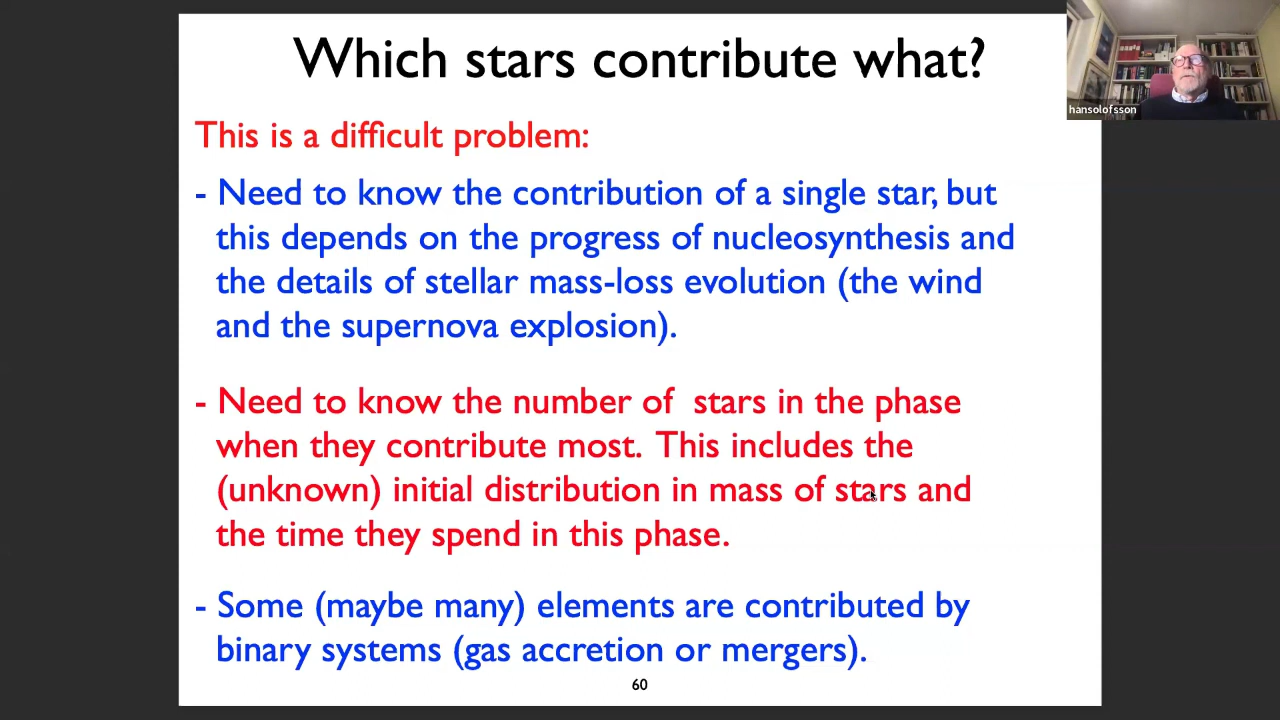 Which stars contribute what?
hansolofsson
This is a difficult problem:
- Need to know the contribution of a single star, but
this depends on the progress of nucleosynthesis and
the details of stellar mass-loss evolution (the wind
and the supernova explosion).
- Need to know the number of stars in the phase
when they contribute most. This includes the
(unknown) initial distribution in mass of stars and
the time they spend in this phase.
- Some (maybe many) elements are contributed by
binary systems (gas accretion or mergers).
60